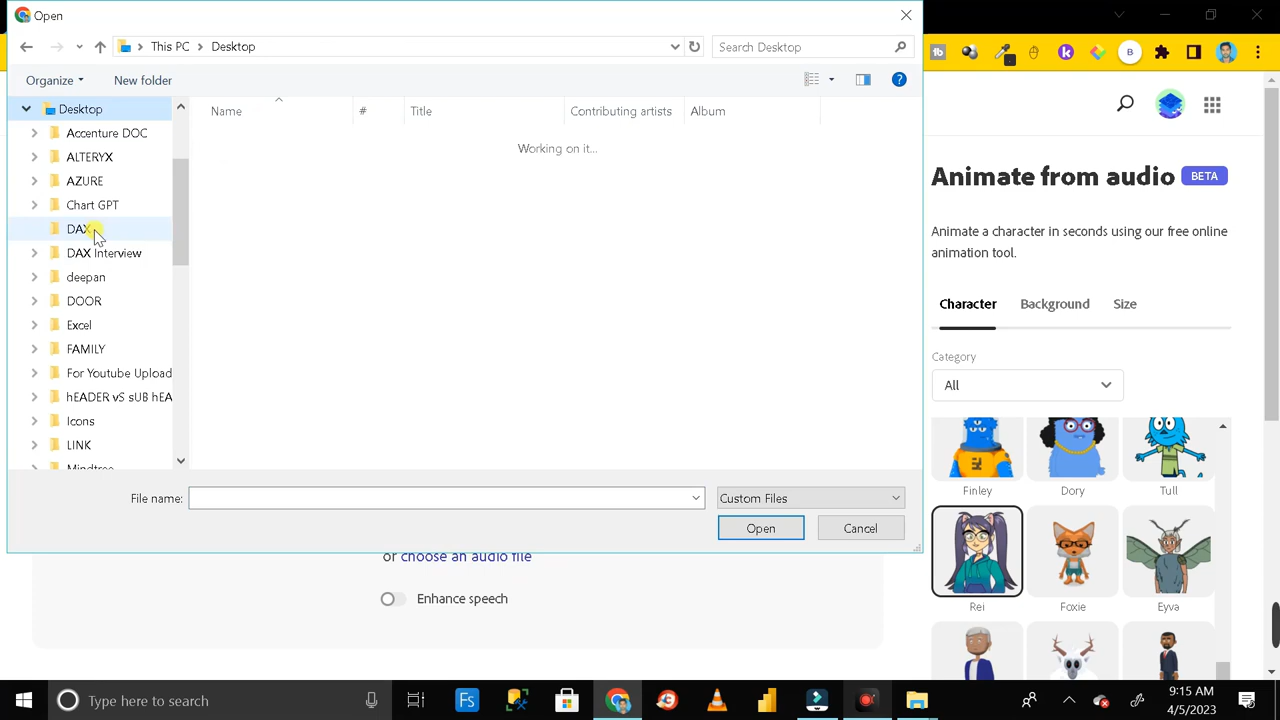 Open
This PC
Desktop
Search Desktop
Organize
New folder
Name
#
Title
Contributing artists
Album
Working on it...
Desktop
Accenture DOC
ALTERYX
AZURE
Chart GPT
DAX
DAX Interview
deepan
DOOR
Excel
FAMILY
For Youtube Upload
hEADER vS sUB hEA
Icons
LINK
Mindtree
File name:
Custom Files
Open
Cancel
or choose an audio file
Enhance speech
B
Animate from audio BETA
Animate a character in seconds using our free online
animation tool.
Character
Background
Size
Category
All
Finley
Dory
Tull
Rei
Foxie
Eyva
Type here to search
Fs
9:15 AM
4/5/2023